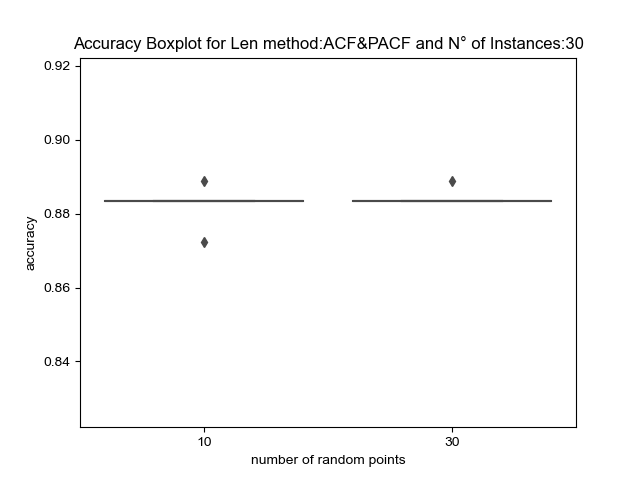 Accuracy Boxplot for Len method:ACF&PACF and N° of Instances:30
0.92
0.90
0.88
0.86
0.84
accuracy
10 30
number of random points